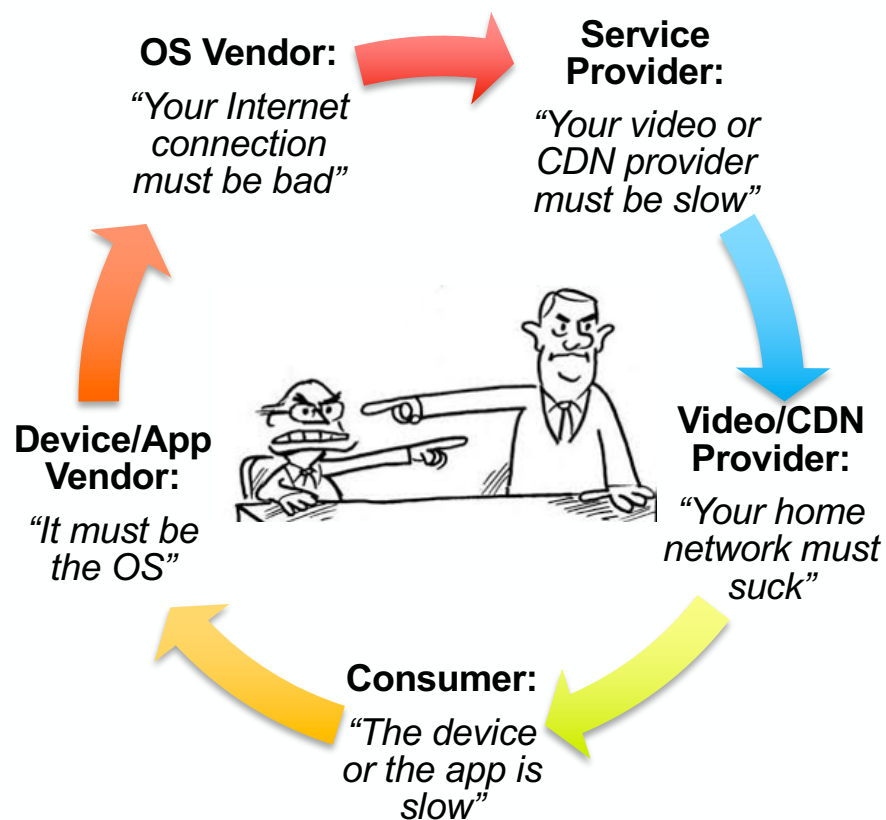 OS Vendor:
“Your Internet
connection
must be bad”
Service
Provider:
“Your video or
CDN provider
must be slow”
Video/CDN
Provider:
“Your home
network must
suck”
Consumer:
“The device
or the app is
slow”
Device/App
Vendor:
“It must be
the OS”